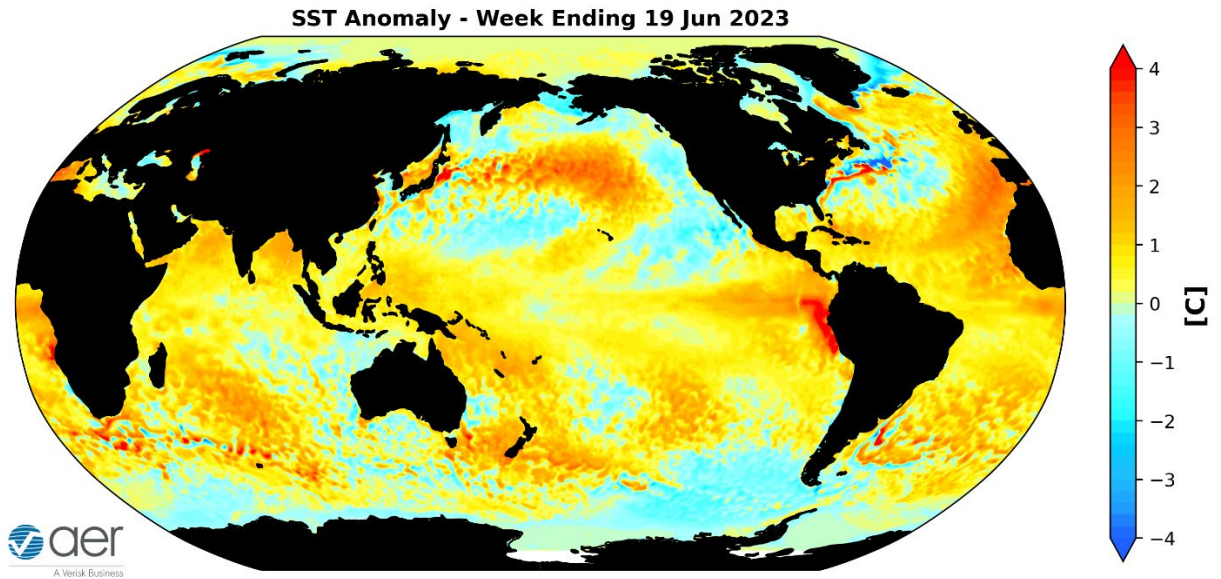 SST Anomaly - Week Ending 19 Jun 2023
4
3
2
1
0
−1
−2
−3
−4
[C]
aer
A Verisk Business